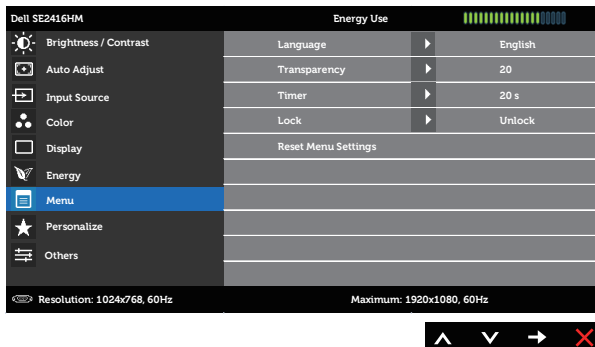 Dell SE2416HM Energy Use
Brightness / Contrast Language English
Auto Adjust Transparency 20
Input Source Timer 20 s
Color Lock Unlock
Display Reset Menu Settings
Energy
Menu
Personalize
Others
Resolution: 1024x768, 60Hz Maximum: 1920x1080, 60Hz